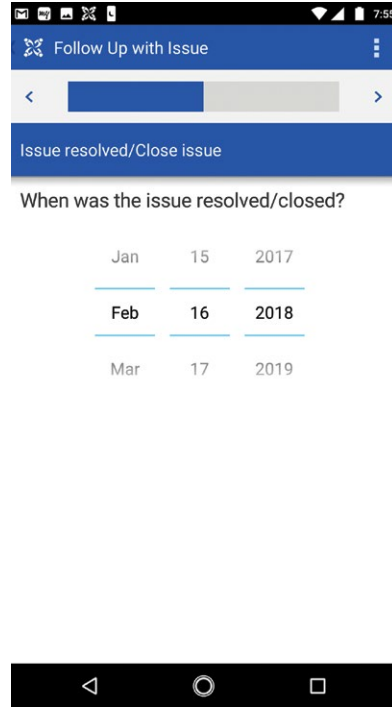 7:55
Follow Up with Issue
Issue resolved/Close issue
When was the issue resolved/closed?
Jan 15 2017
Feb 16 2018
Mar 17 2019